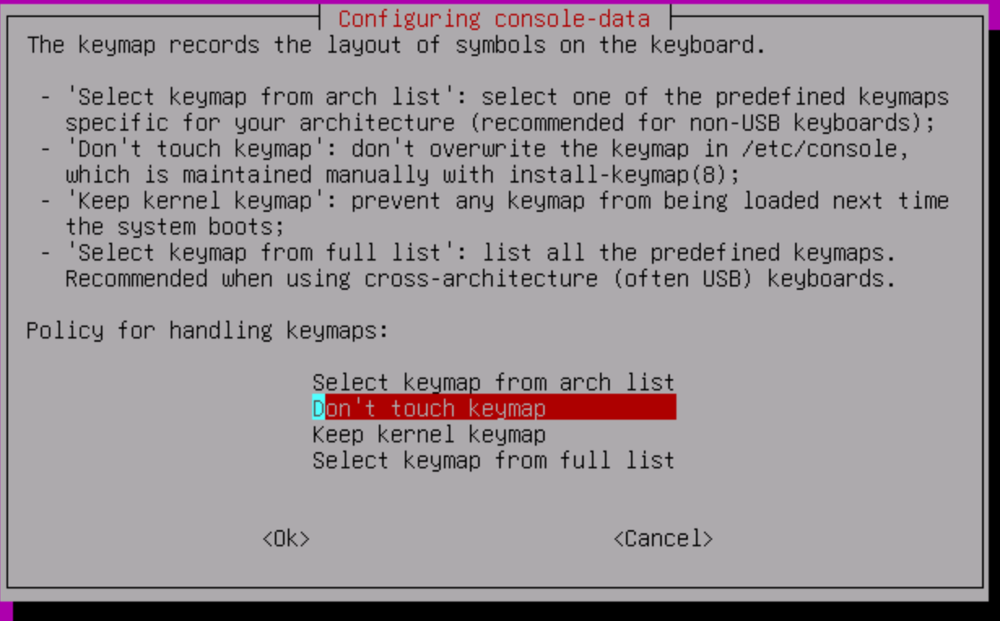 Configuring console-data
The keymap records the layout of symbols on the keyboard.
- 'Select keymap from arch list': select one of the predefined keymaps
specific for your architecture (recommended for non-USB keyboards);
- 'Don't touch keymap': don't overwrite the keymap in /etc/console,
which is maintained manually with install-keymap(8);
- 'Keep kernel keymap': prevent any keymap from being loaded next time
the system boots;
- 'Select keymap from full list': list all the predefined keymaps.
Recommended when using cross-architecture (often USB) keyboards.
Policy for handling keymaps:
Select keymap from arch list
Don't touch keymap
Keep kernel keymap
Select keymap from full list
<Ok> <Cancel>